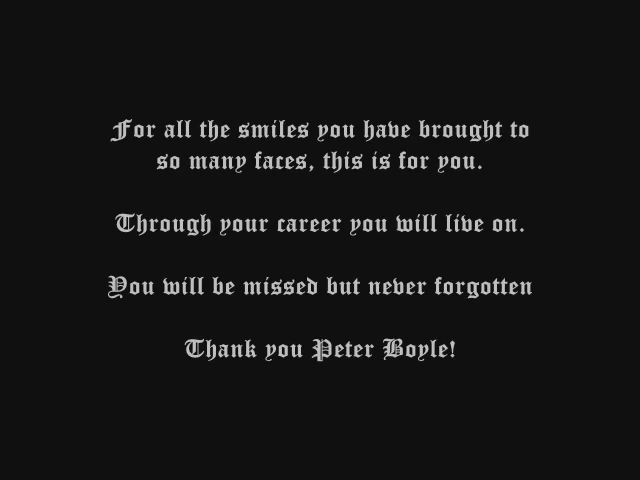 For all the smiles you have brought to
so many faces, this is for you.
Through your career you will live on.
You will be missed but never forgotten
Thank you Peter Boyle!